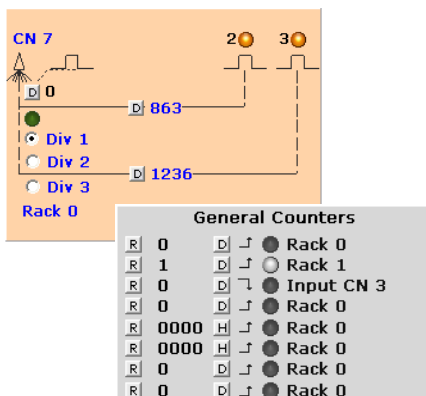 CN 7 2 3
D 0
D 863
Div 1
Div 2
D 1236
Div 3
Rack 0
General Counters
R 0 D Rack 0
R 1 D Rack 1
R 0 D Input CN 3
R 0 D Rack 0
R 0000 H Rack 0
R 0000 H Rack 0
R 0 D Rack 0
R 0 D Rack 0